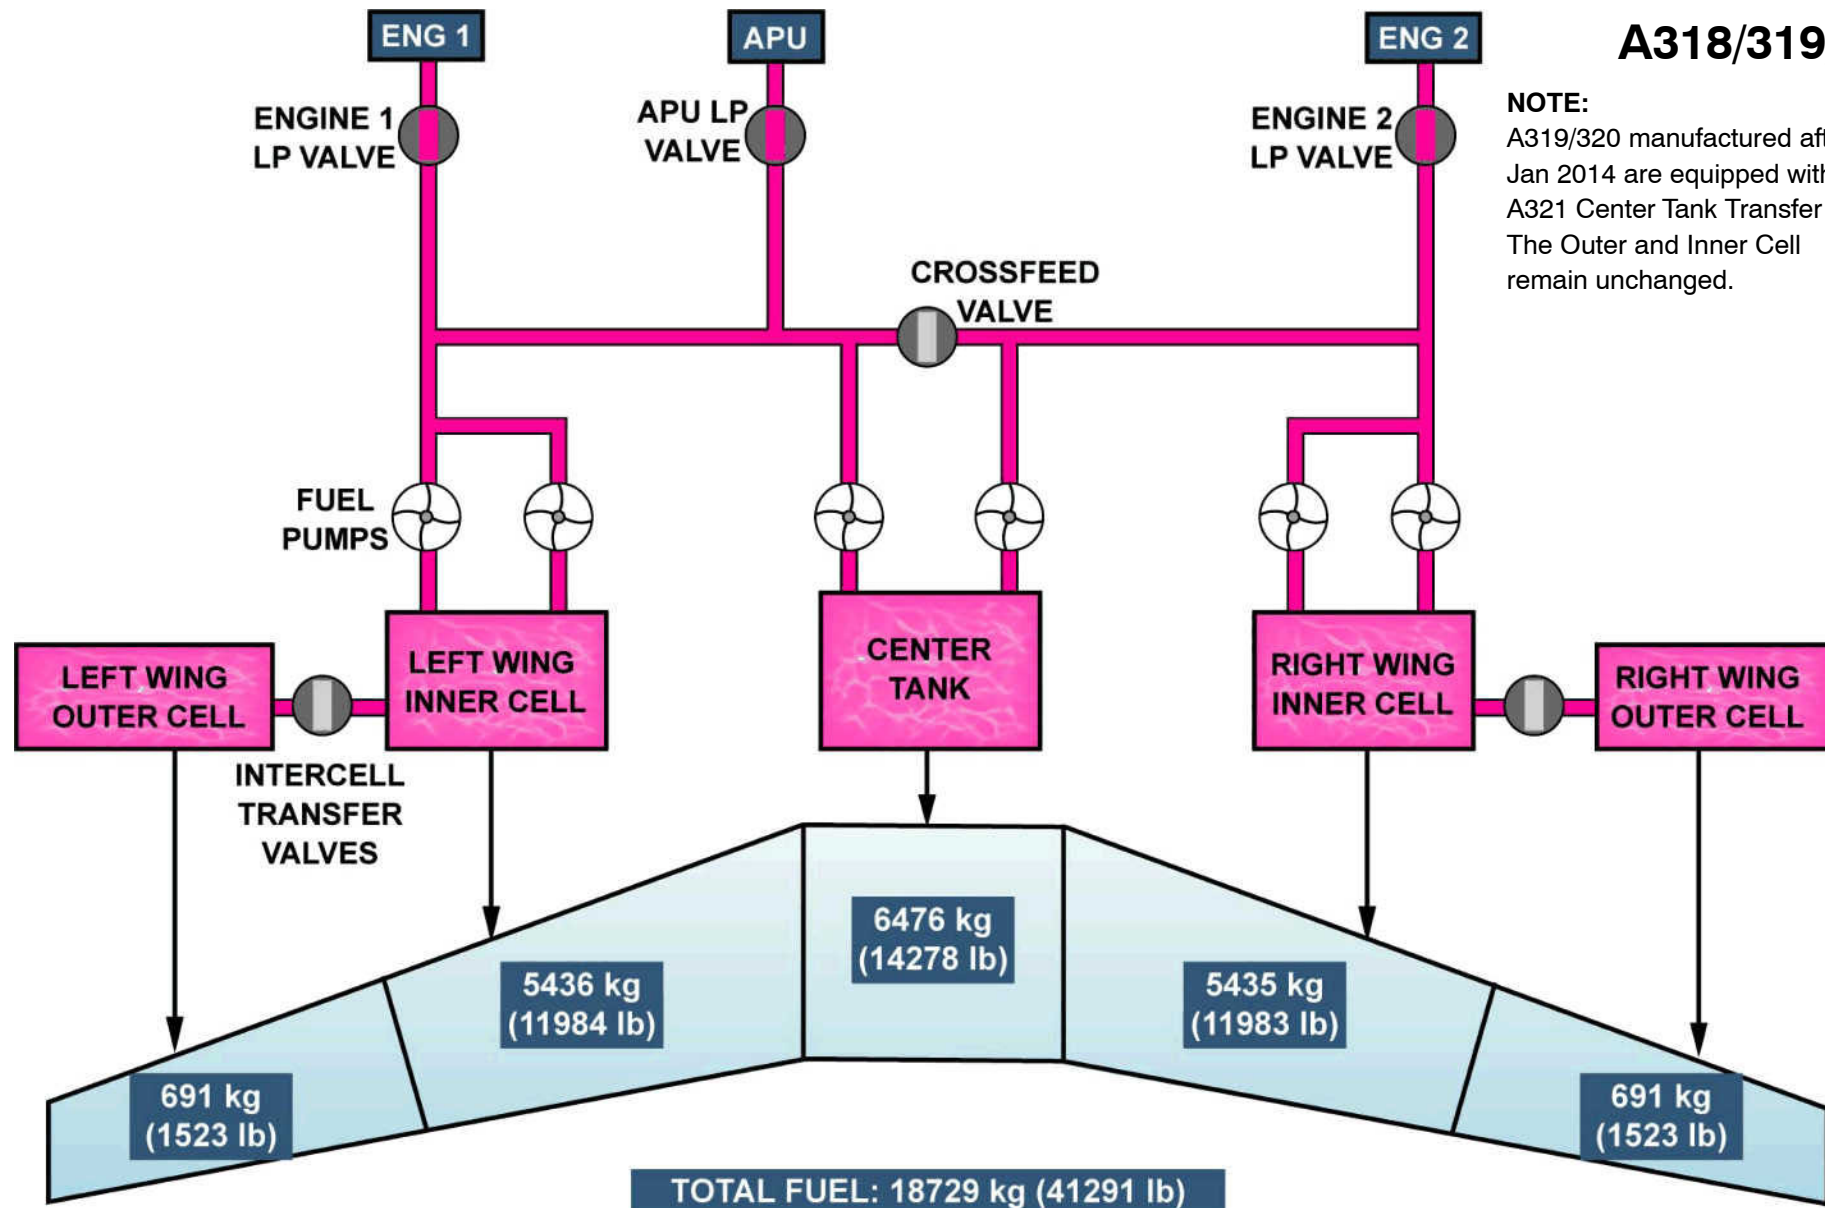 ENG 1
APU
ENG 2
A318/319
NOTE:
A319/320 manufactured aft
Jan 2014 are equipped with
A321 Center Tank Transfer
The Outer and Inner Cell
remain unchanged.
ENGINE 1
LP VALVE
APU LP
VALVE
ENGINE 2
LP VALVE
CROSSFEED
VALVE
FUEL
PUMPS
LEFT WING
OUTER CELL
LEFT WING
INNER CELL
CENTER
TANK
RIGHT WING
INNER CELL
RIGHT WING
OUTER CELL
INTERCELL
TRANSFER
VALVES
691 kg
(1523 lb)
5436 kg
(11984 lb)
6476 kg
(14278 lb)
5435 kg
(11983 lb)
691 kg
(1523 lb)
TOTAL FUEL: 18729 kg (41291 lb)